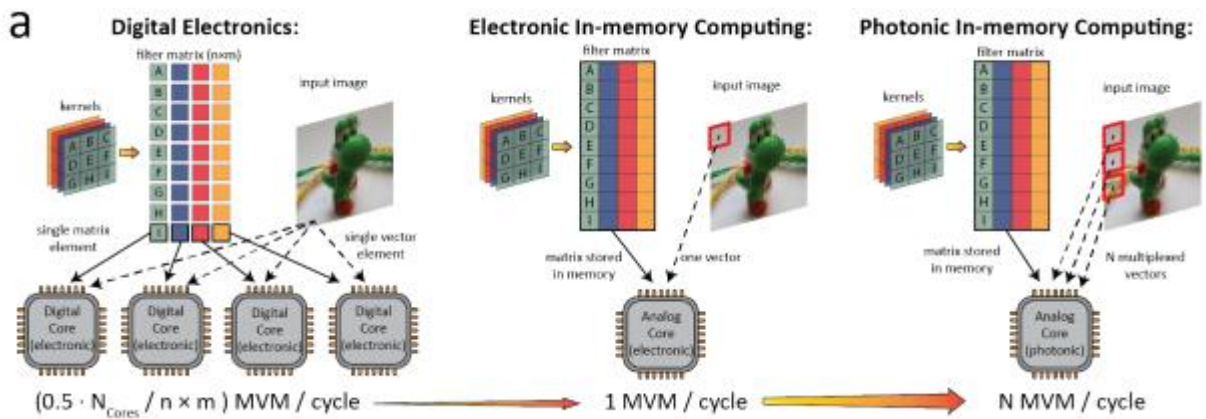 a
Digital Electronics:
filter matrix (n×m)
kernels
input image
A
B
C
D
E
F
G
H
I
A B C
D E F
G H I
single matrix
element
single vector
element
Digital
Core
(electronic)
Digital
Core
(electronic)
Digital
Core
(electronic)
Digital
Core
(electronic)
(0.5 · N_Cores / n × m ) MVM / cycle
Electronic In-memory Computing:
filter matrix
kernels
input image
A
B
C
D
E
F
G
H
I
A B C
D E F
G H I
matrix stored
in memory
one vector
Analog
Core
(electronic)
1 MVM / cycle
Photonic In-memory Computing:
filter matrix
kernels
input image
A
B
C
D
E
F
G
H
I
A B C
D E F
G H I
matrix stored
in memory
N multiplexed
vectors
Analog
Core
(photonic)
N MVM / cycle